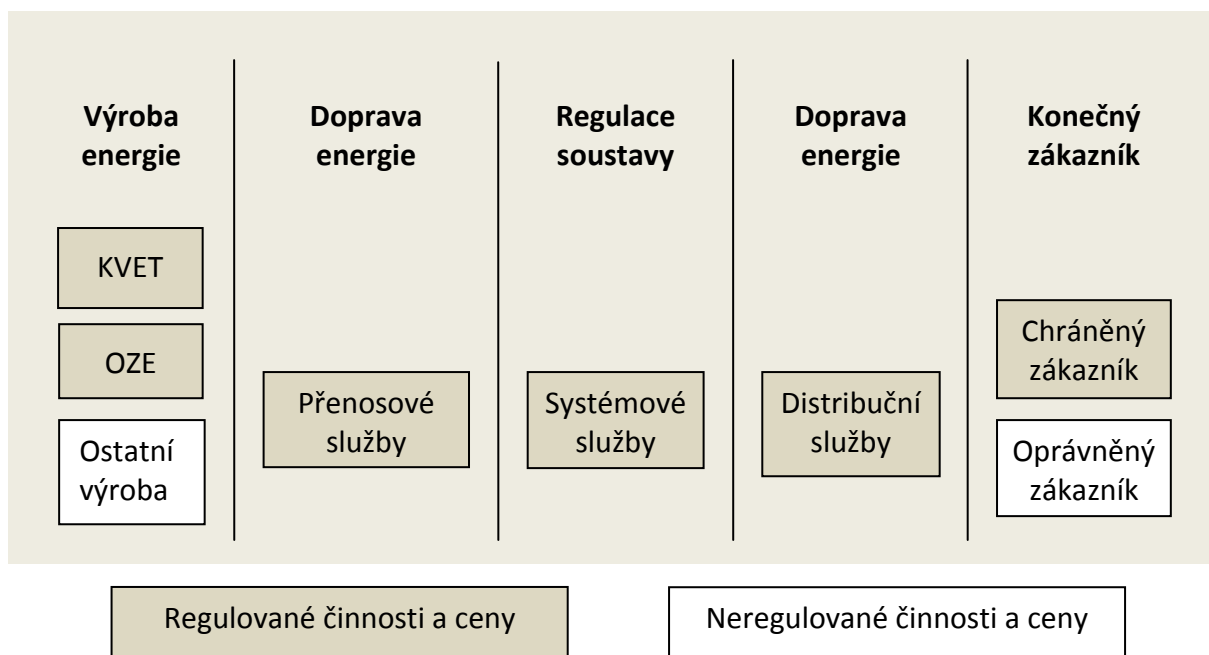 Výroba
energie
Doprava
energie
Regulace
soustavy
Doprava
energie
Konečný
zákazník
KVET
OZE
Ostatní
výroba
Přenosové
služby
Systémové
služby
Distribuční
služby
Chráněný
zákazník
Oprávněný
zákazník
Regulované činnosti a ceny
Neregulované činnosti a ceny